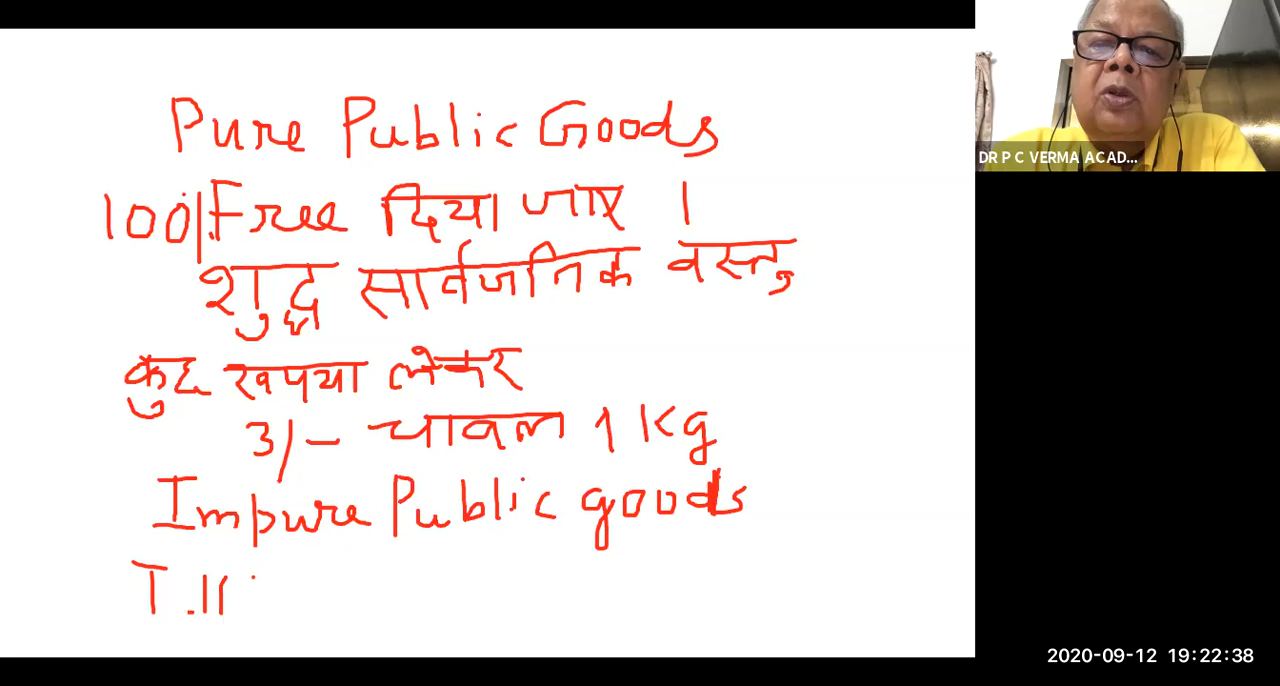 Pure Public Goods
100% Free दिया जाए ।
शुद्ध सार्वजनिक वस्तु
कुछ रुपया लेकर
3/- चावल 1 Kg
Impure Public goods
DR P C VERMA ACAD...
2020-09-12 19:22:38